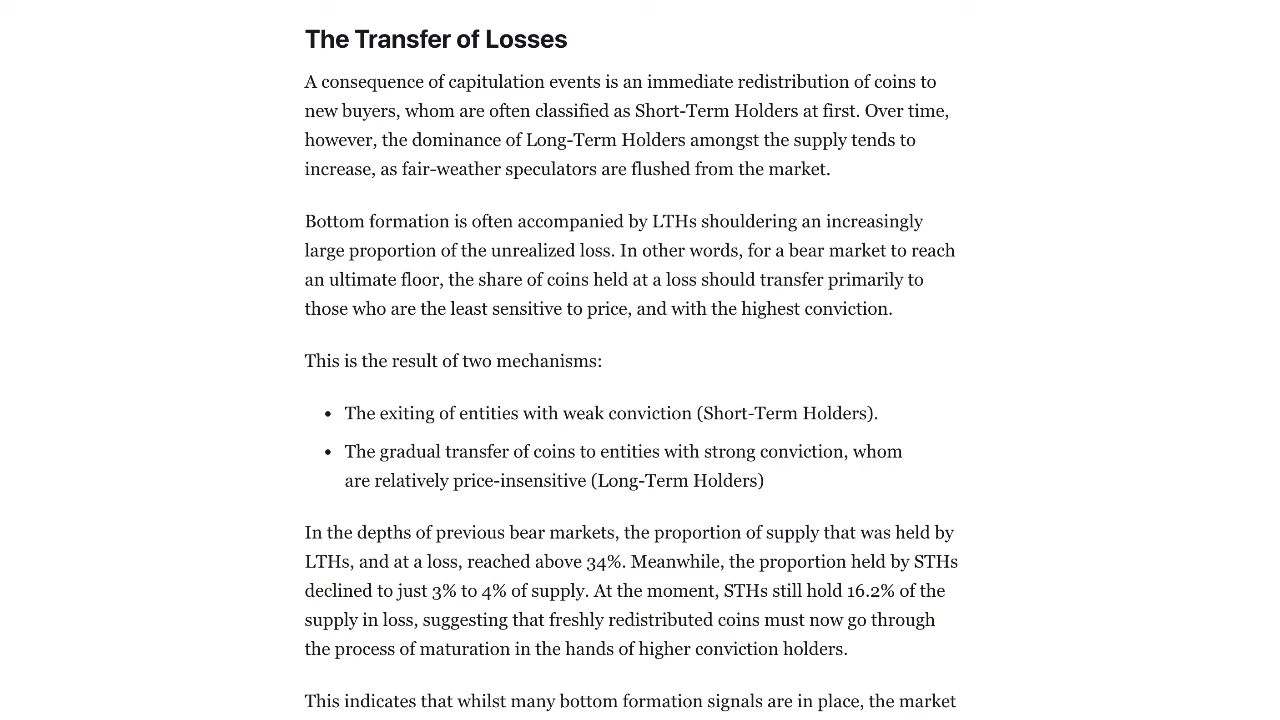 The Transfer of Losses
A consequence of capitulation events is an immediate redistribution of coins to
new buyers, whom are often classified as Short-Term Holders at first. Over time,
however, the dominance of Long-Term Holders amongst the supply tends to
increase, as fair-weather speculators are flushed from the market.
Bottom formation is often accompanied by LTHs shouldering an increasingly
large proportion of the unrealized loss. In other words, for a bear market to reach
an ultimate floor, the share of coins held at a loss should transfer primarily to
those who are the least sensitive to price, and with the highest conviction.
This is the result of two mechanisms:
• The exiting of entities with weak conviction (Short-Term Holders).
• The gradual transfer of coins to entities with strong conviction, whom
are relatively price-insensitive (Long-Term Holders)
In the depths of previous bear markets, the proportion of supply that was held by
LTHs, and at a loss, reached above 34%. Meanwhile, the proportion held by STHs
declined to just 3% to 4% of supply. At the moment, STHs still hold 16.2% of the
supply in loss, suggesting that freshly redistributed coins must now go through
the process of maturation in the hands of higher conviction holders.
This indicates that whilst many bottom formation signals are in place, the market